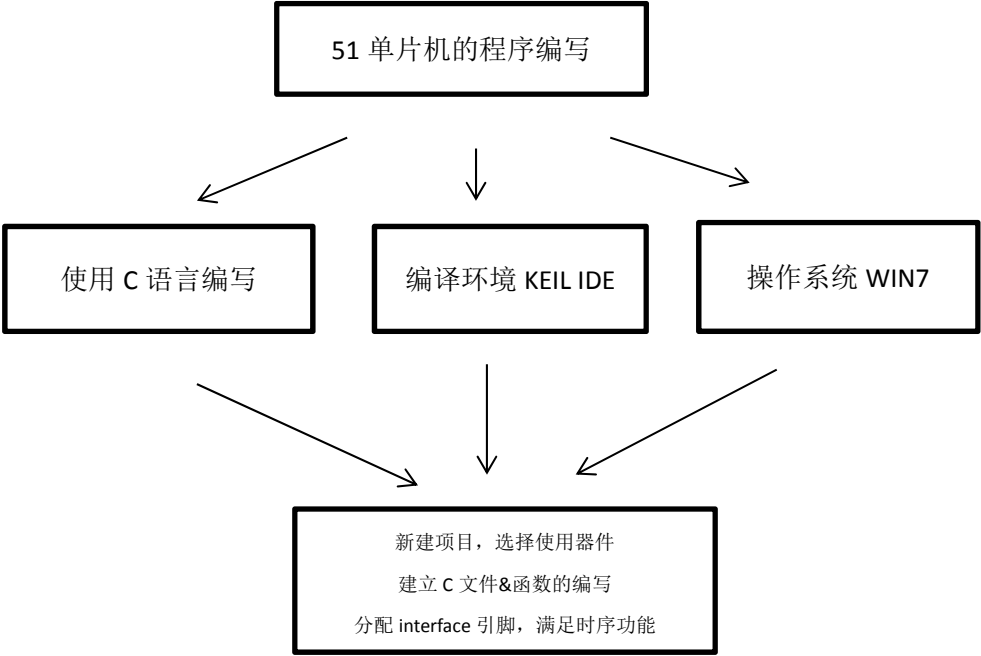 51 单片机的程序编写
使用 C 语言编写
编译环境 KEIL IDE
操作系统 WIN7
新建项目，选择使用器件
建立 C 文件&函数的编写
分配 interface 引脚，满足时序功能